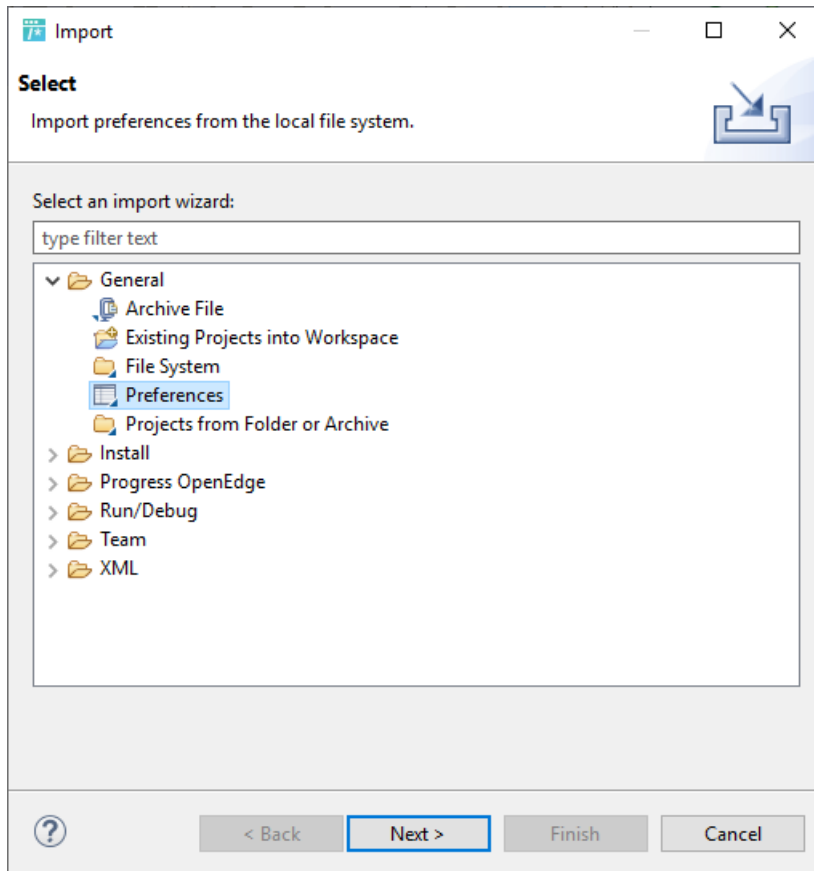 Import
Select
Import preferences from the local file system.
Select an import wizard:
type filter text
General
Archive File
Existing Projects into Workspace
File System
Preferences
Projects from Folder or Archive
Install
Progress OpenEdge
Run/Debug
Team
XML
? < Back Next > Finish Cancel